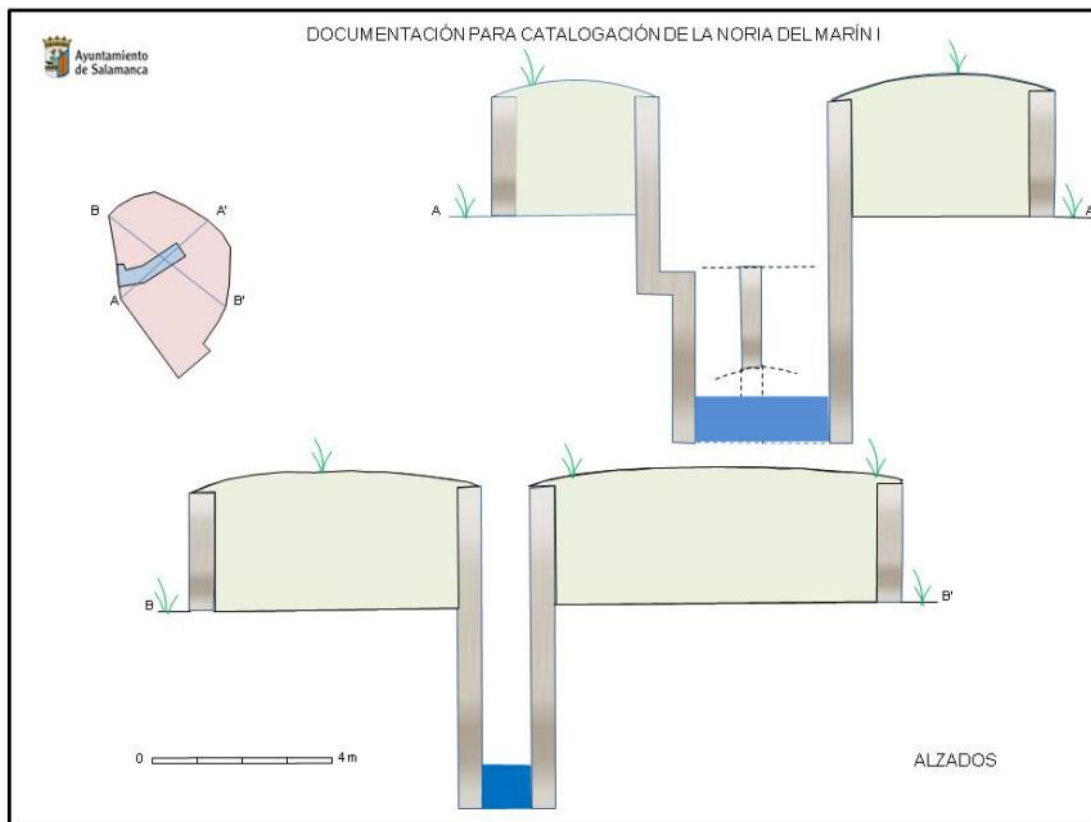 DOCUMENTACIÓN PARA CATALOGACIÓN DE LA NORIA DEL MARÍN I
Ayuntamiento
de Salamanca
B
A'
A
B'
A
A
B
B'
0
4 m
ALZADOS